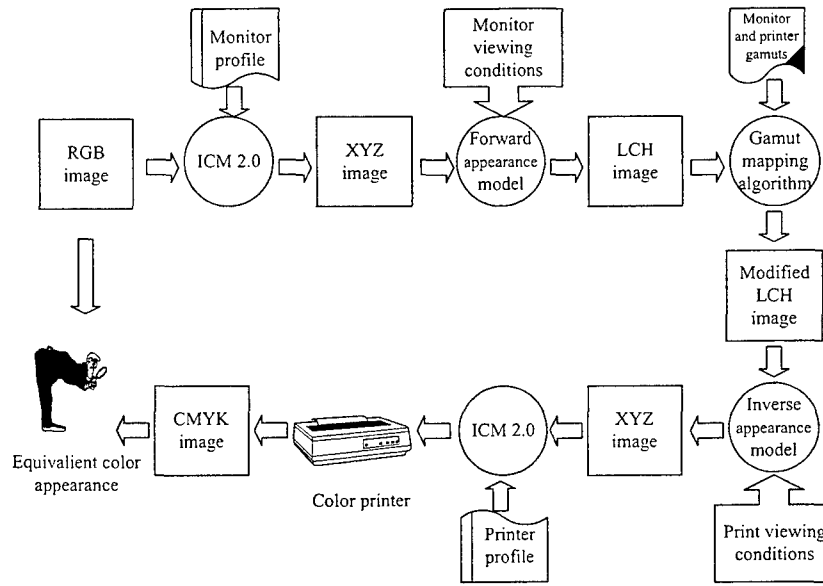 Monitor
profile
Monitor
viewing
conditions
Monitor
and printer
gamuts
RGB
image
ICM 2.0
XYZ
image
Forward
appearance
model
LCH
image
Gamut
mapping
algorithm
Modified
LCH
image
Inverse
appearance
model
XYZ
image
ICM 2.0
CMYK
image
Equivialent color
appearance
Color printer
Printer
profile
Print viewing
conditions